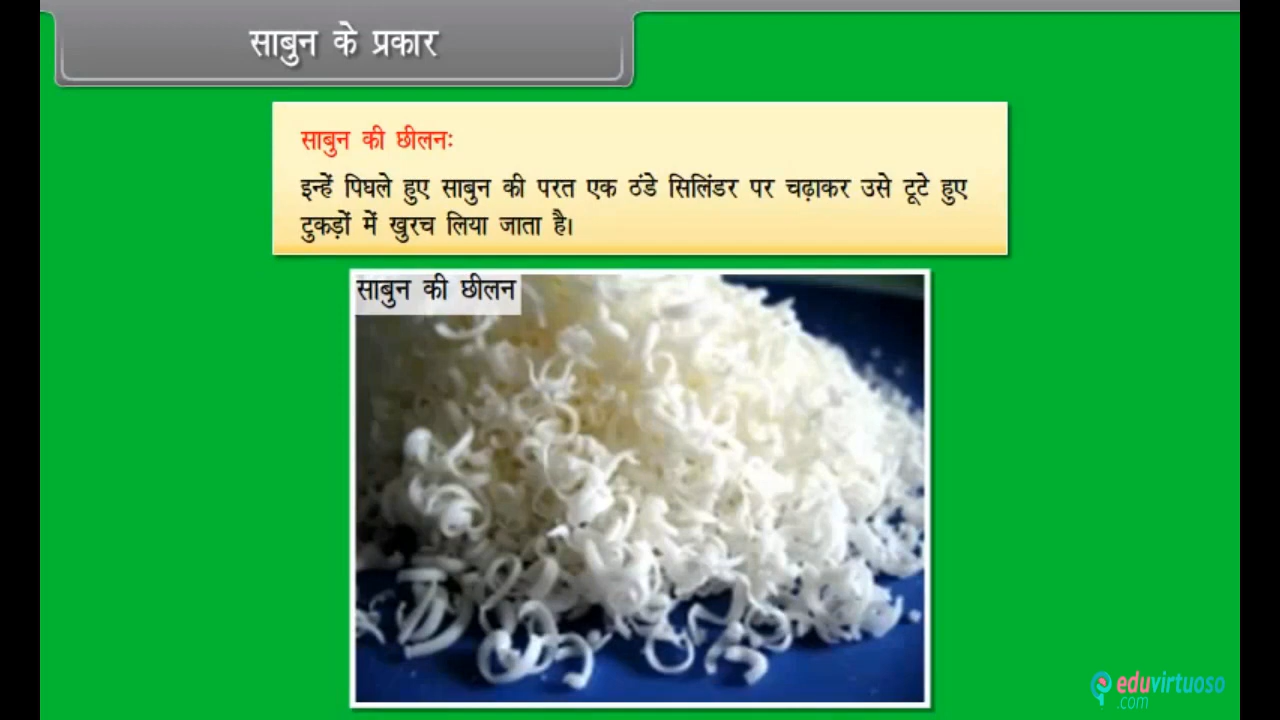 साबुन के प्रकार
साबुन की छीलनः
इन्हें पिघले हुए साबुन की परत एक ठंडे सिलिंडर पर चढ़ाकर उसे टूटे हुए
टुकड़ों में खुरच लिया जाता है।
साबुन की छीलन
eduvirtuoso
.com